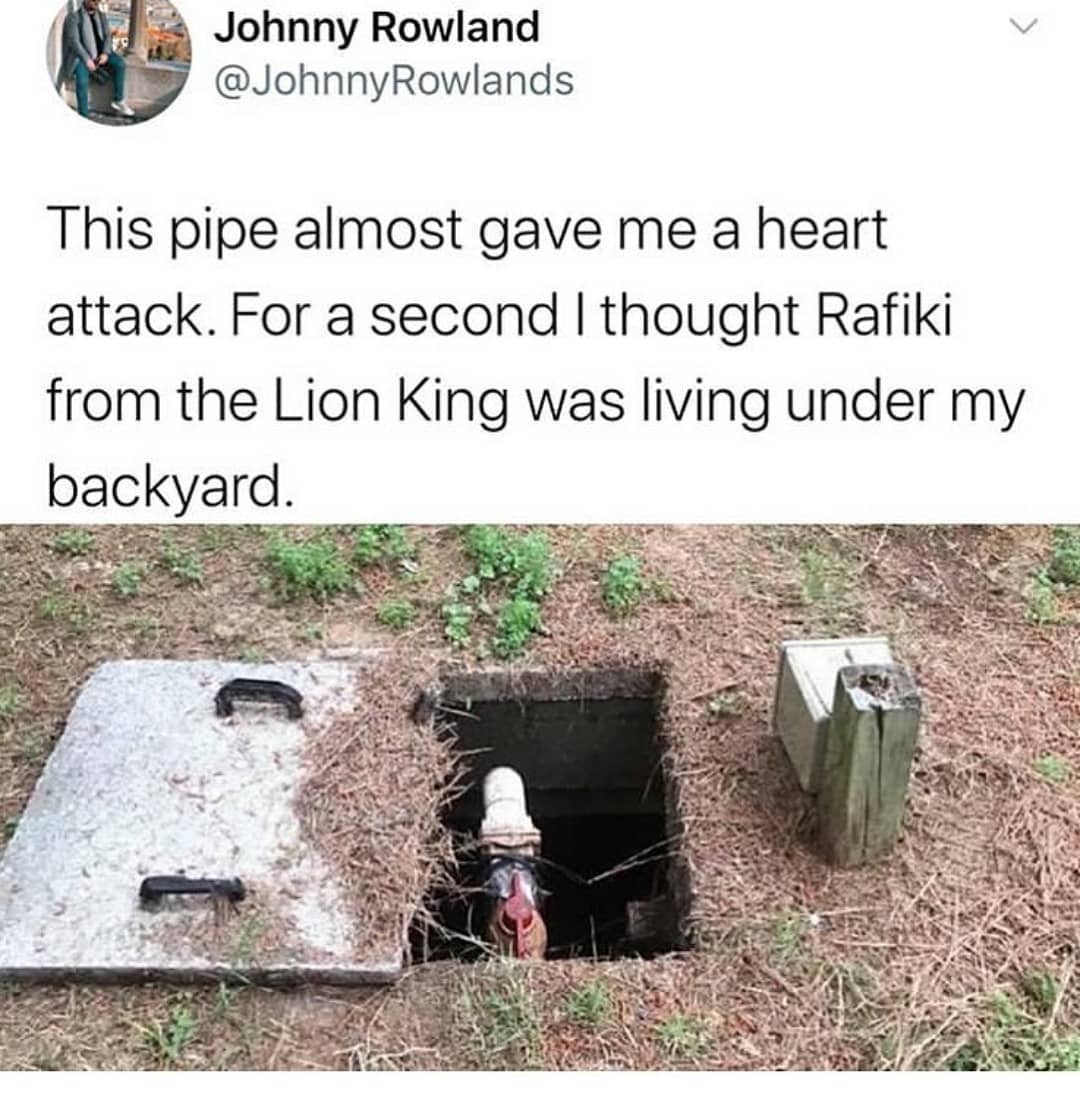 Johnny Rowland
@JohnnyRowlands
This pipe almost gave me a heart
attack. For a second I thought Rafiki
from the Lion King was living under my
backyard.